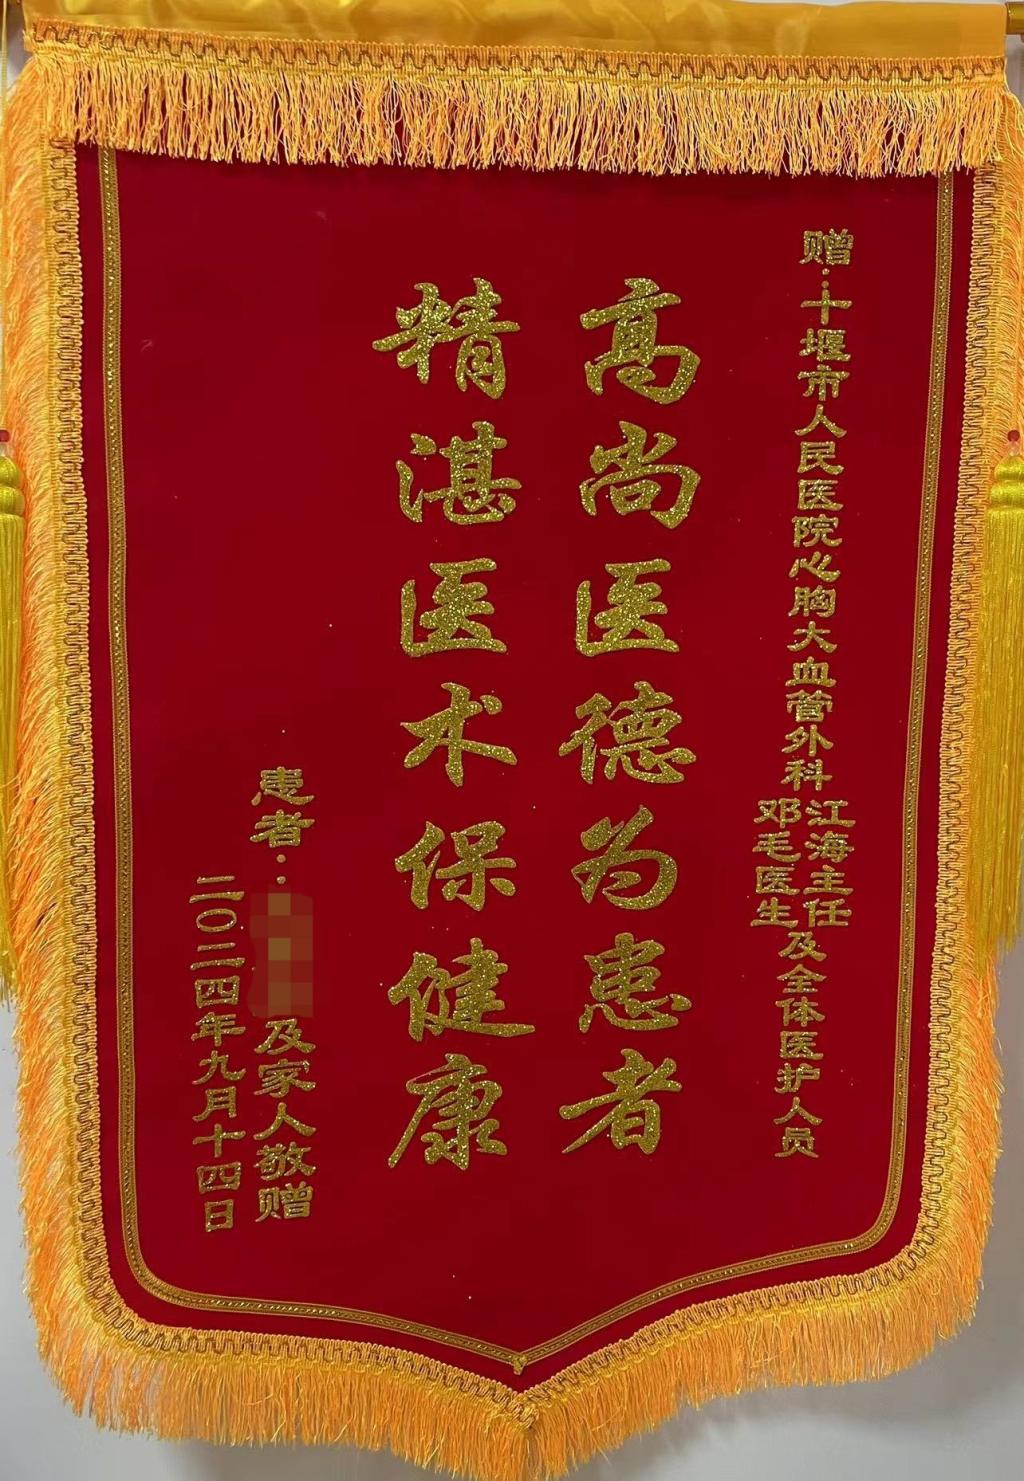 赠:十堰市人民医院心胸大血管外科
江海主任
邓毛医生
及全体医护人员
高尚医德为患者
精湛医术保健康
患者:
及家人敬赠
二〇二四年九月十四日